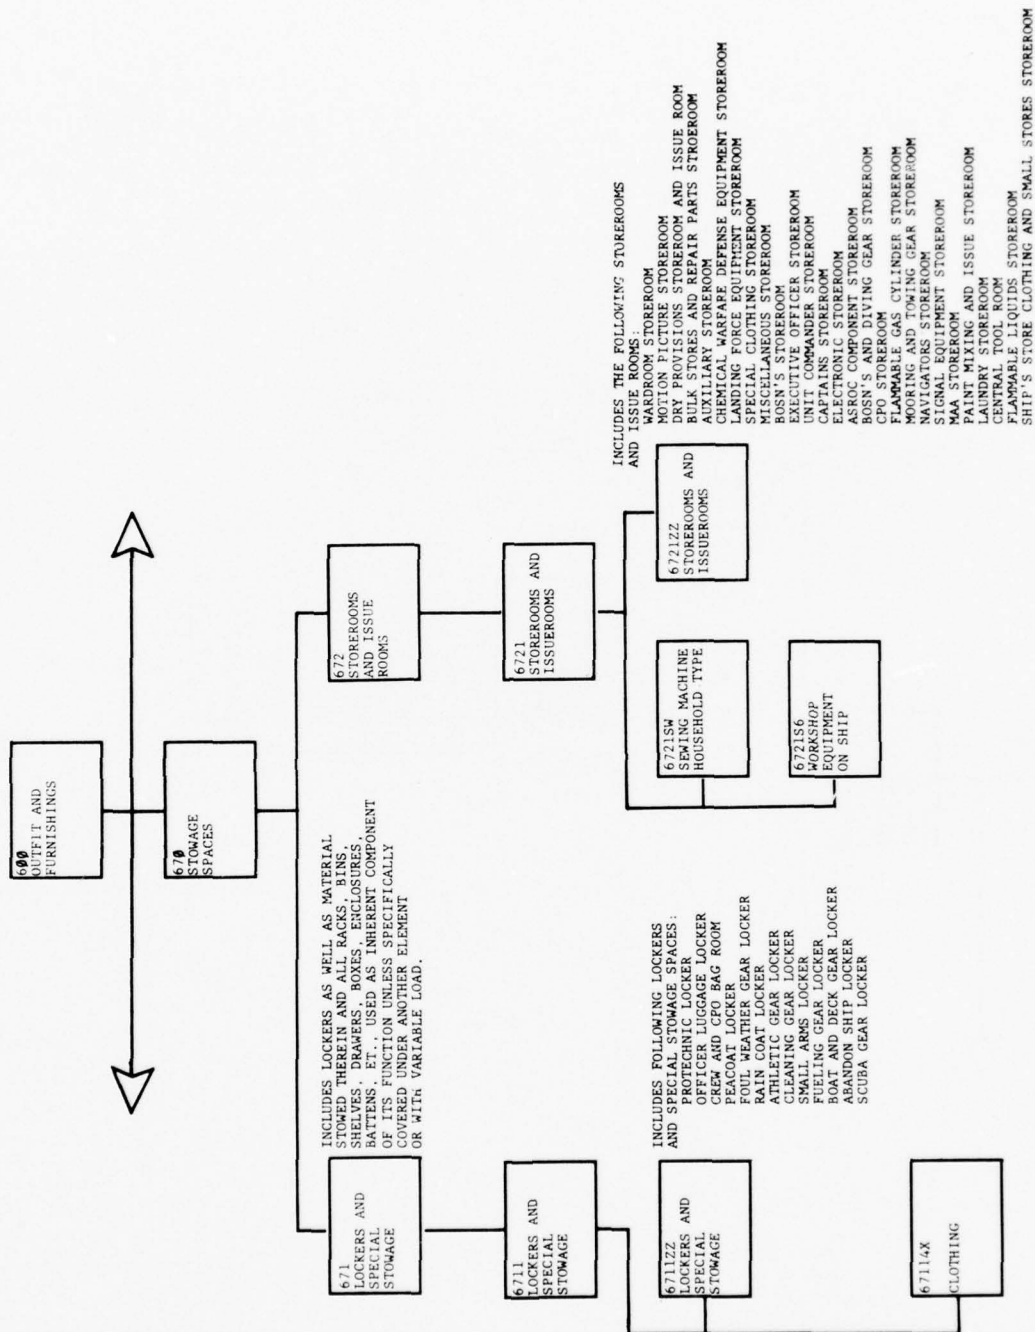 600
OUTFIT AND
FURNISHINGS
670
STOWAGE
SPACES
671
LOCKERS AND
SPECIAL
STOWAGE
INCLUDES LOCKERS AS WELL AS MATERIAL
STOWED THEREIN AND ALL RACKS, BINS,
SHELVES, DRAWERS, BOXES, ENCLOSURES,
BATTENS, ET., USED AS INHERENT COMPONENT
OF ITS FUNCTION UNLESS SPECIFICALLY
COVERED UNDER ANOTHER ELEMENT
OR WITH VARIABLE LOAD.
672
STOREROOMS
AND ISSUE
ROOMS
6711
LOCKERS AND
SPECIAL
STOWAGE
6721
STOREROOMS AND
ISSUEROOMS
6711ZZ
LOCKERS AND
SPECIAL
STOWAGE
INCLUDES FOLLOWING LOCKERS
AND SPECIAL STOWAGE SPACES:
PROTECHNIC LOCKER
OFFICER LUGGAGE LOCKER
CREW AND CPO BAG ROOM
PEACOAT LOCKER
FOUL WEATHER GEAR LOCKER
RAIN COAT LOCKER
ATHLETIC GEAR LOCKER
CLEANING GEAR LOCKER
SMALL ARMS LOCKER
FUELING GEAR LOCKER
BOAT AND DECK GEAR LOCKER
ABANDON SHIP LOCKER
SCUBA GEAR LOCKER
67114X
CLOTHING
6721SW
SEWING MACHINE
HOUSEHOLD TYPE
6721S6
WORKSHOP
EQUIPMENT
ON SHIP
6721ZZ
STOREROOMS AND
ISSUEROOMS
INCLUDES THE FOLLOWING STOREROOMS
AND ISSUE ROOMS:
WARDROOM STOREROOM
MOTION PICTURE STOREROOM
DRY PROVISIONS STOREROOM AND ISSUE ROOM
BULK STORES AND REPAIR PARTS STROEROOM
AUXILIARY STOREROOM
CHEMICAL WARFARE DEFENSE EQUIPMENT STOREROOM
LANDING FORCE EQUIPMENT STOREROOM
SPECIAL CLOTHING STOREROOM
MISCELLANEOUS STOREROOM
BOSN'S STOREROOM
EXECUTIVE OFFICER STOREROOM
UNIT COMMANDER STOREROOM
CAPTAINS STOREROOM
ELECTRONIC STOREROOM
ASROC COMPONENT STOREROOM
BOSN'S AND DIVING GEAR STOREROOM
CPO STOREROOM
FLAMMABLE GAS CYLINDER STOREROOM
MOORING AND TOWING GEAR STOREROOM
NAVIGATORS STOREROOM
SIGNAL EQUIPMENT STOREROOM
MAA STOREROOM
PAINT MIXING AND ISSUE STOREROOM
LAUNDRY STOREROOM
CENTRAL TOOL ROOM
FLAMMABLE LIQUIDS STOREROOM
SHIP'S STORE CLOTHING AND SMALL STORES STOREROOM